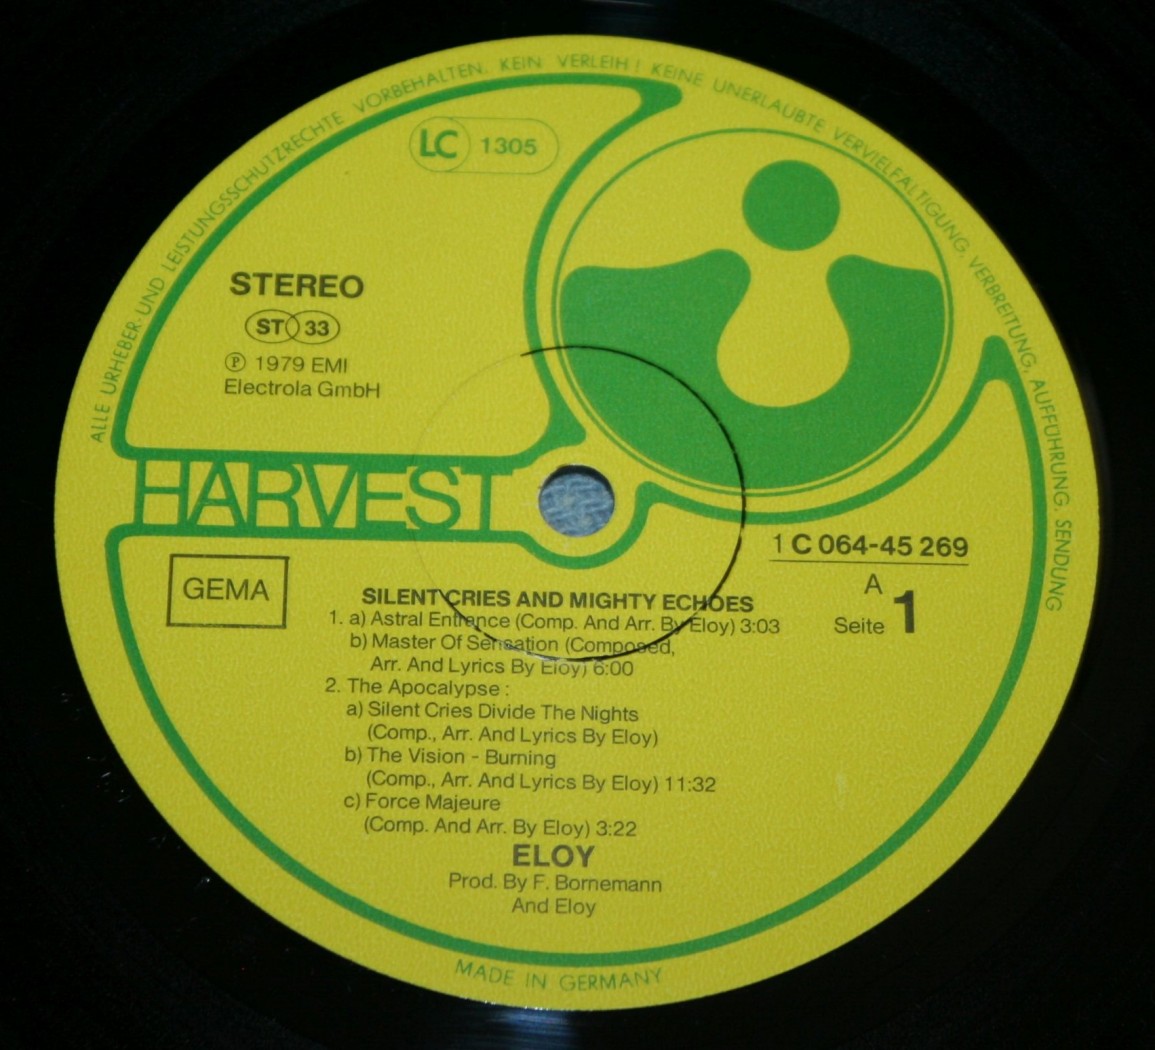 ALLE URHEBER- UND LEISTUNGSSCHUTZRECHTE VORBEHALTEN. KEIN VERLEIH! KEINE UNERLAUBTE VERVIELFÄLTIGUNG, VERBREITUNG, AUFFÜHRUNG, SENDUNG
LC 1305
STEREO
ST 33
Ⓟ 1979 EMI
Electrola GmbH
HARVEST
GEMA
1 C 064-45 269
A
Seite 1
SILENT CRIES AND MIGHTY ECHOES
1. a) Astral Entrance (Comp. And Arr. By Eloy) 3:03
b) Master Of Sensation (Composed,
Arr. And Lyrics By Eloy) 6:00
2. The Apocalypse :
a) Silent Cries Divide The Nights
(Comp., Arr. And Lyrics By Eloy)
b) The Vision - Burning
(Comp., Arr. And Lyrics By Eloy) 11:32
c) Force Majeure
(Comp. And Arr. By Eloy) 3:22
ELOY
Prod. By F. Bornemann
And Eloy
MADE IN GERMANY